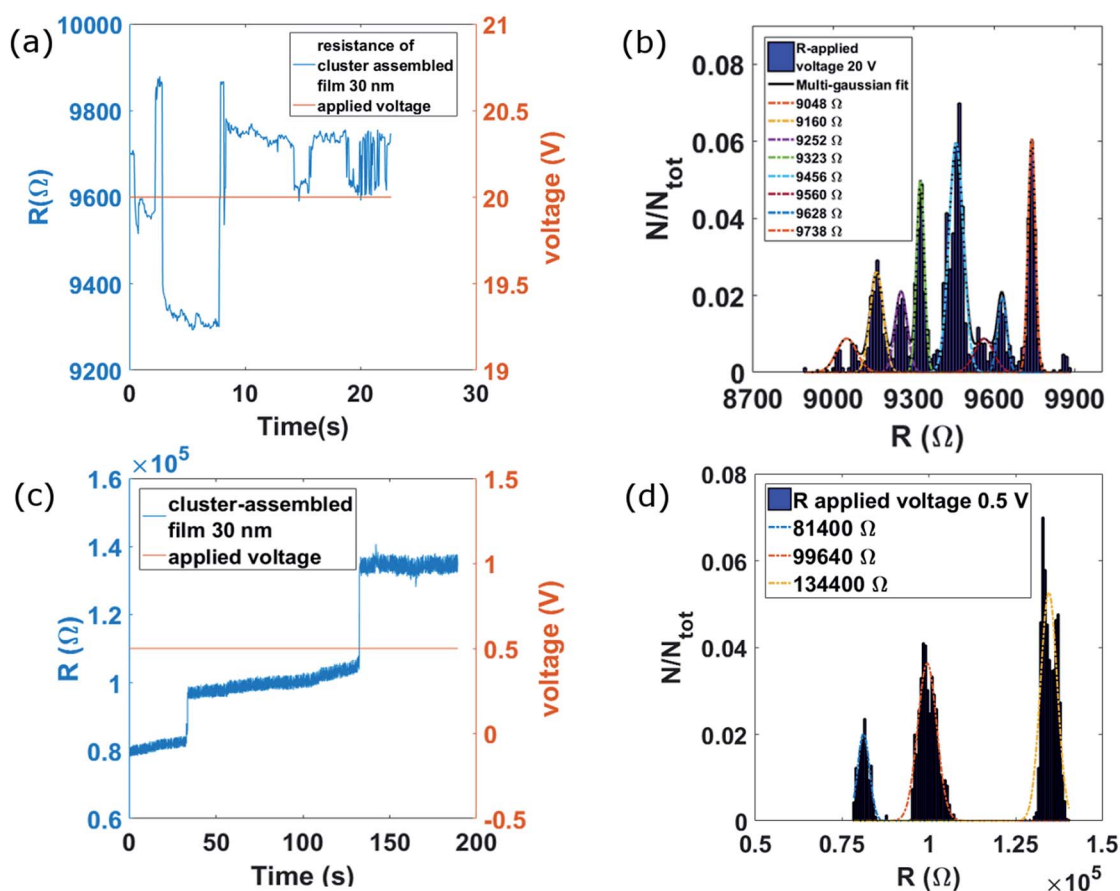 (a)
10000
9800
9600
9400
9200
R(Ω)
0 10 20 30
Time(s)
21
20.5
20
19.5
19
voltage (V)
resistance of
cluster assembled
film 30 nm
applied voltage
(b)
0.08
0.06
0.04
0.02
0
N/Ntot
8700 9000 9300 9600 9900
R (Ω)
R-applied
voltage 20 V
Multi-gaussian fit
9048 Ω
9160 Ω
9252 Ω
9323 Ω
9456 Ω
9560 Ω
9628 Ω
9738 Ω
(c)
× 10^5
1.6
1.4
1.2
1
0.8
0.6
R (Ω)
0 50 100 150 200
Time (s)
1.5
1
0.5
0
-0.5
voltage (V)
cluster-assembled
film 30 nm
applied voltage
(d)
0.08
0.06
0.04
0.02
0
N/Ntot
0.5 1 1.5
R (Ω)
× 10^5
R applied voltage 0.5 V
81400 Ω
99640 Ω
134400 Ω